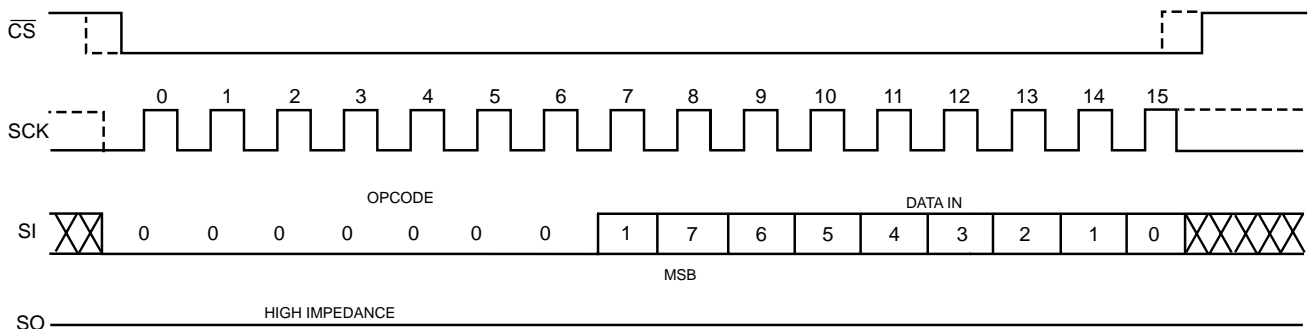 CS
0 1 2 3 4 5 6 7 8 9 10 11 12 13 14 15
SCK
OPCODE
DATA IN
SI 0 0 0 0 0 0 0 1 7 6 5 4 3 2 1 0
MSB
HIGH IMPEDANCE
SO